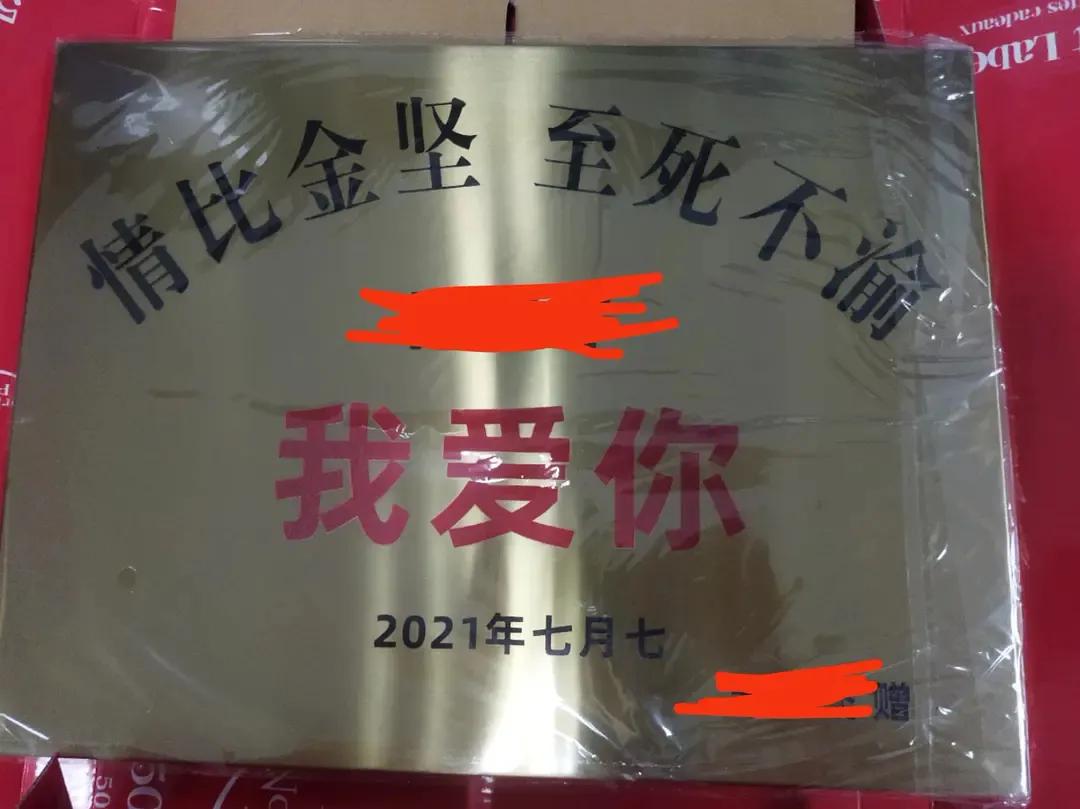 情比金坚 至死不渝
我爱你
2021年七月七
赠